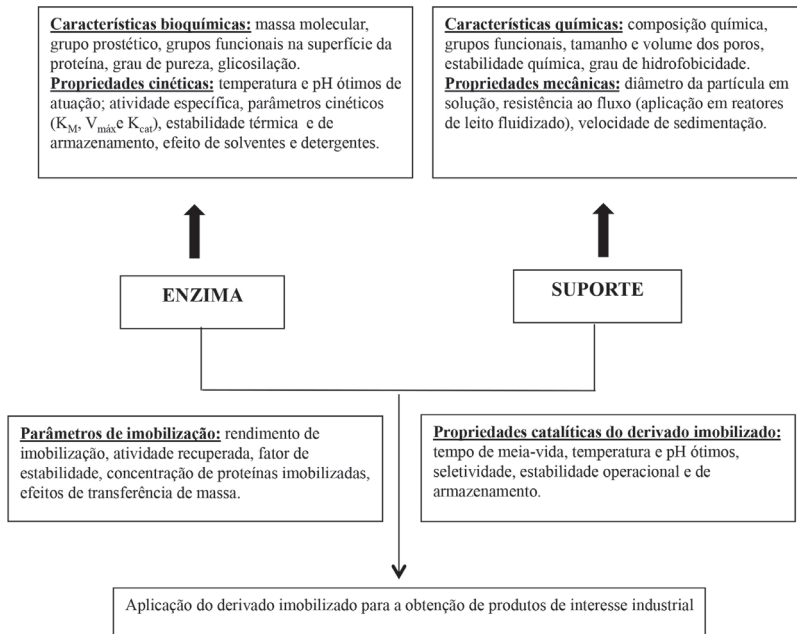 Características bioquímicas: massa molecular,
grupo prostético, grupos funcionais na superfície da
proteína, grau de pureza, glicosilação.
Propriedades cinéticas: temperatura e pH ótimos de
atuação; atividade específica, parâmetros cinéticos
(KM, Vmáxe Kcat), estabilidade térmica e de
armazenamento, efeito de solventes e detergentes.
Características químicas: composição química,
grupos funcionais, tamanho e volume dos poros,
estabilidade química, grau de hidrofobicidade.
Propriedades mecânicas: diâmetro da partícula em
solução, resistência ao fluxo (aplicação em reatores
de leito fluidizado), velocidade de sedimentação.
ENZIMA
SUPORTE
Parâmetros de imobilização: rendimento de
imobilização, atividade recuperada, fator de
estabilidade, concentração de proteínas imobilizadas,
efeitos de transferência de massa.
Propriedades catalíticas do derivado imobilizado:
tempo de meia-vida, temperatura e pH ótimos,
seletividade, estabilidade operacional e de
armazenamento.
Aplicação do derivado imobilizado para a obtenção de produtos de interesse industrial